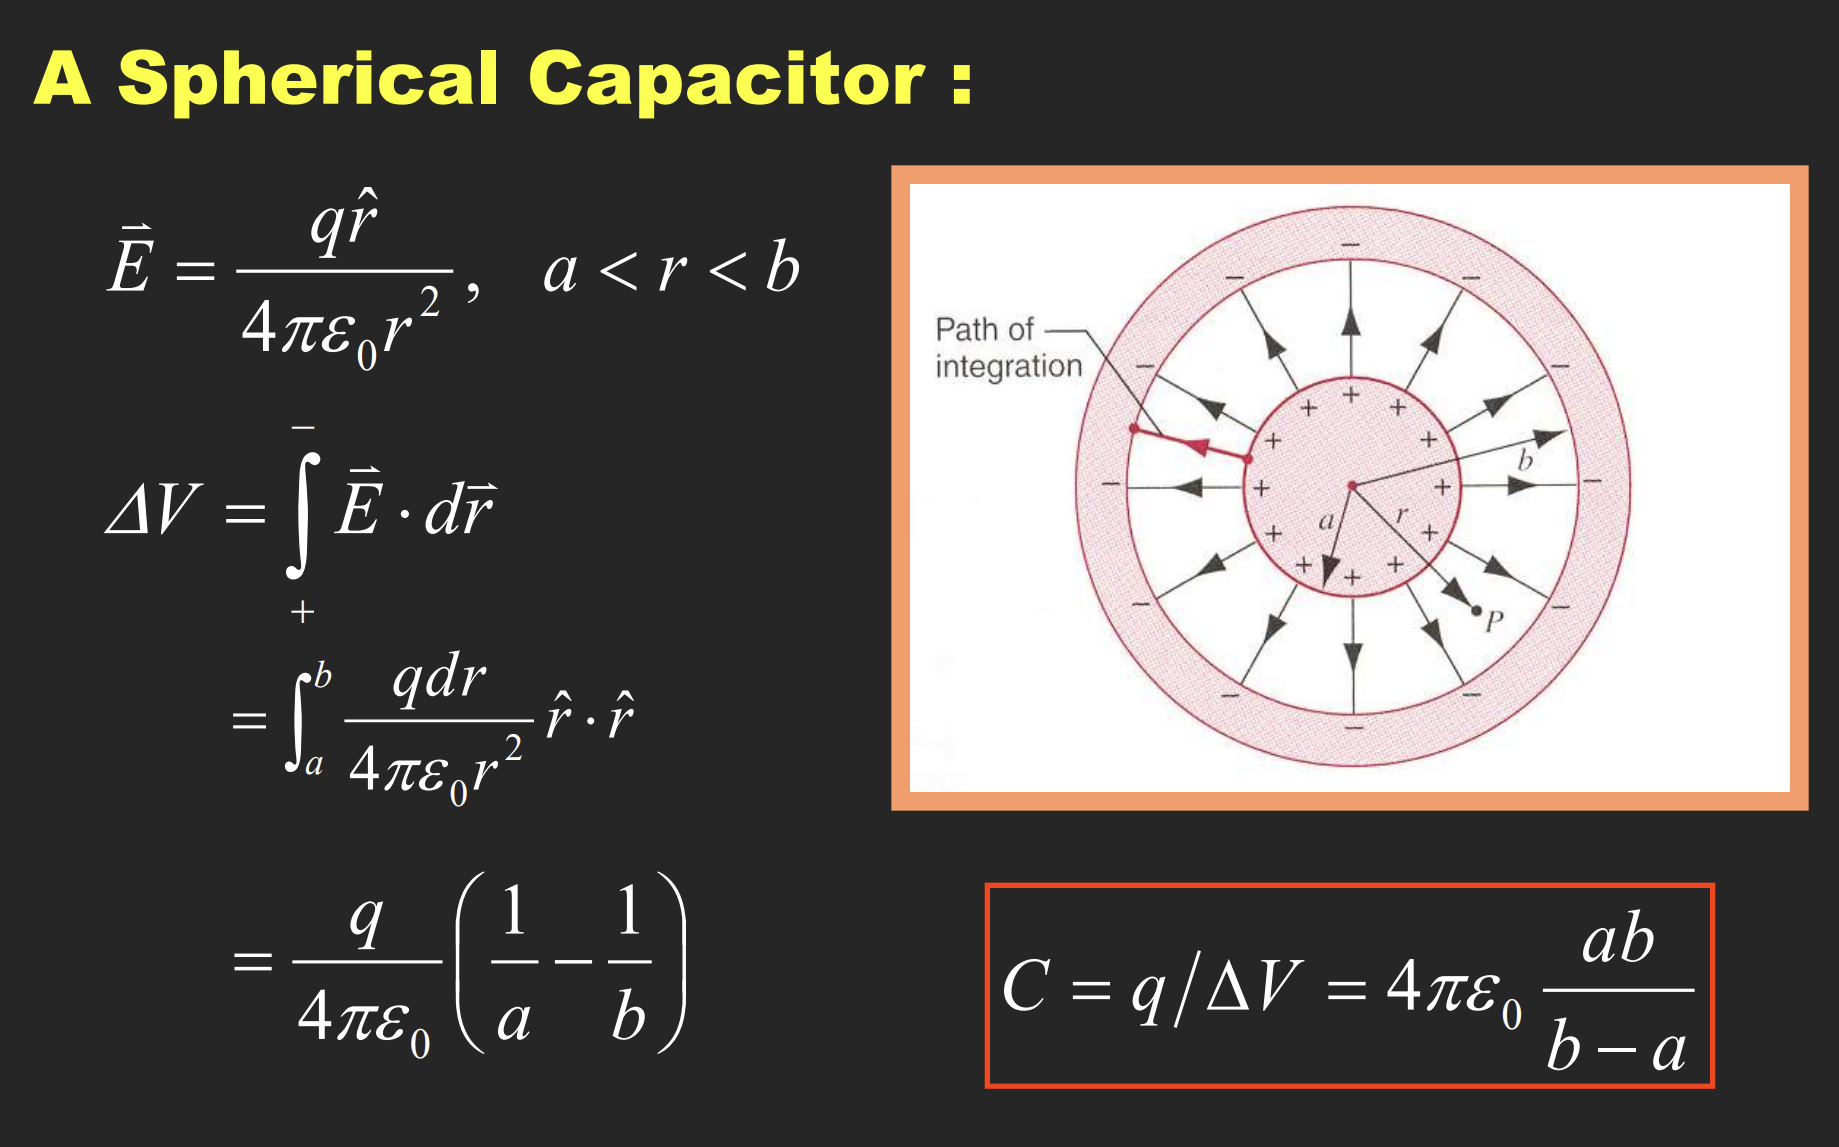 A Spherical Capacitor :
\vec{E} = \frac{q\hat{r}}{4\pi\varepsilon_0 r^2}, a < r < b
\Delta V = \int_{+}^{-} \vec{E} \cdot d\vec{r}
= \int_{a}^{b} \frac{qdr}{4\pi\varepsilon_0 r^2} \hat{r} \cdot \hat{r}
= \frac{q}{4\pi\varepsilon_0} \left( \frac{1}{a} - \frac{1}{b} \right)
Path of
integration
b
a
r
P
C = q/\Delta V = 4\pi\varepsilon_0 \frac{ab}{b - a}